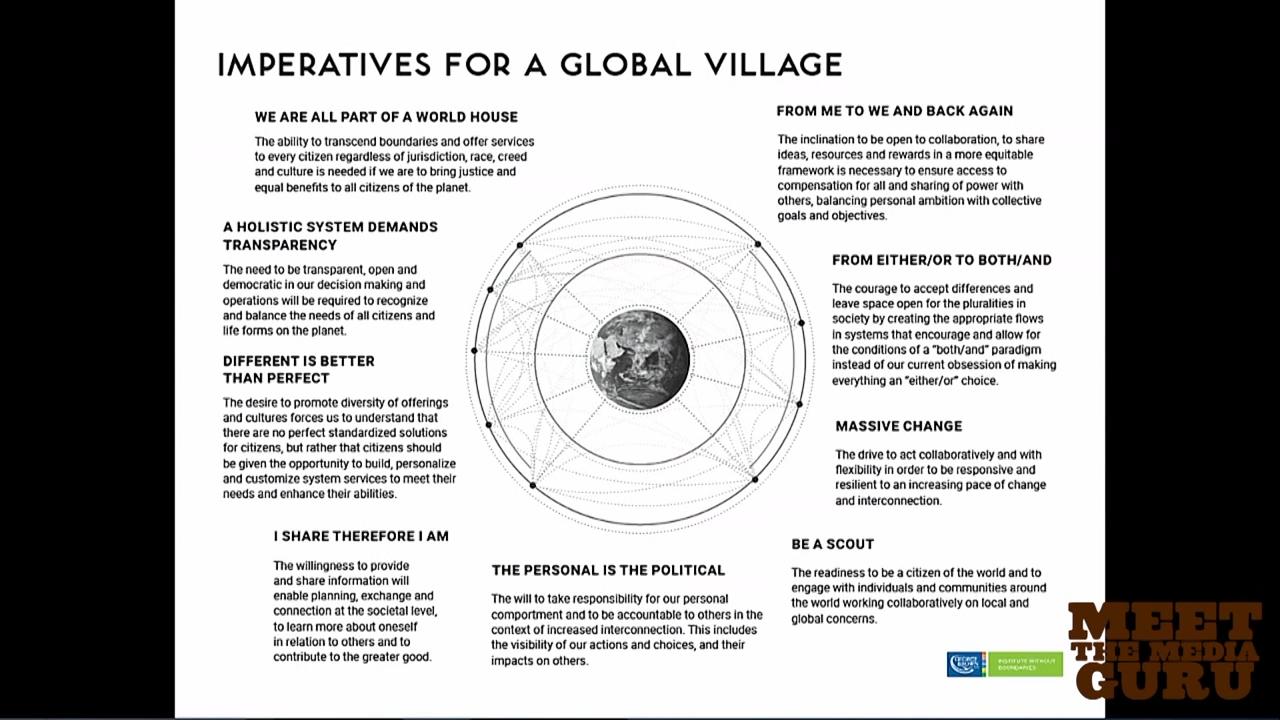 IMPERATIVES FOR A GLOBAL VILLAGE
WE ARE ALL PART OF A WORLD HOUSE
The ability to transcend boundaries and offer services
to every citizen regardless of jurisdiction, race, creed
and culture is needed if we are to bring justice and
equal benefits to all citizens of the planet.
A HOLISTIC SYSTEM DEMANDS
TRANSPARENCY
The need to be transparent, open and
democratic in our decision making and
operations will be required to recognize
and balance the needs of all citizens and
life forms on the planet.
DIFFERENT IS BETTER
THAN PERFECT
The desire to promote diversity of offerings
and cultures forces us to understand that
there are no perfect standardized solutions
for citizens, but rather that citizens should
be given the opportunity to build, personalize
and customize system services to meet their
needs and enhance their abilities.
I SHARE THEREFORE I AM
The willingness to provide
and share information will
enable planning, exchange and
connection at the societal level,
to learn more about oneself
in relation to others and to
contribute to the greater good.
THE PERSONAL IS THE POLITICAL
The will to take responsibility for our personal
comportment and to be accountable to others in the
context of increased interconnection. This includes
the visibility of our actions and choices, and their
impacts on others.
FROM ME TO WE AND BACK AGAIN
The inclination to be open to collaboration, to share
ideas, resources and rewards in a more equitable
framework is necessary to ensure access to
compensation for all and sharing of power with
others, balancing personal ambition with collective
goals and objectives.
FROM EITHER/OR TO BOTH/AND
The courage to accept differences and
leave space open for the pluralities in
society by creating the appropriate flows
in systems that encourage and allow for
the conditions of a "both/and" paradigm
instead of our current obsession of making
everything an "either/or" choice.
MASSIVE CHANGE
The drive to act collaboratively and with
flexibility in order to be responsive and
resilient to an increasing pace of change
and interconnection.
BE A SCOUT
The readiness to be a citizen of the world and to
engage with individuals and communities around
the world working collaboratively on local and
global concerns.
GEORGE
BROWN
INSTITUTE WITHOUT
BOUNDARIES
MEET
THE MEDIA
GURU